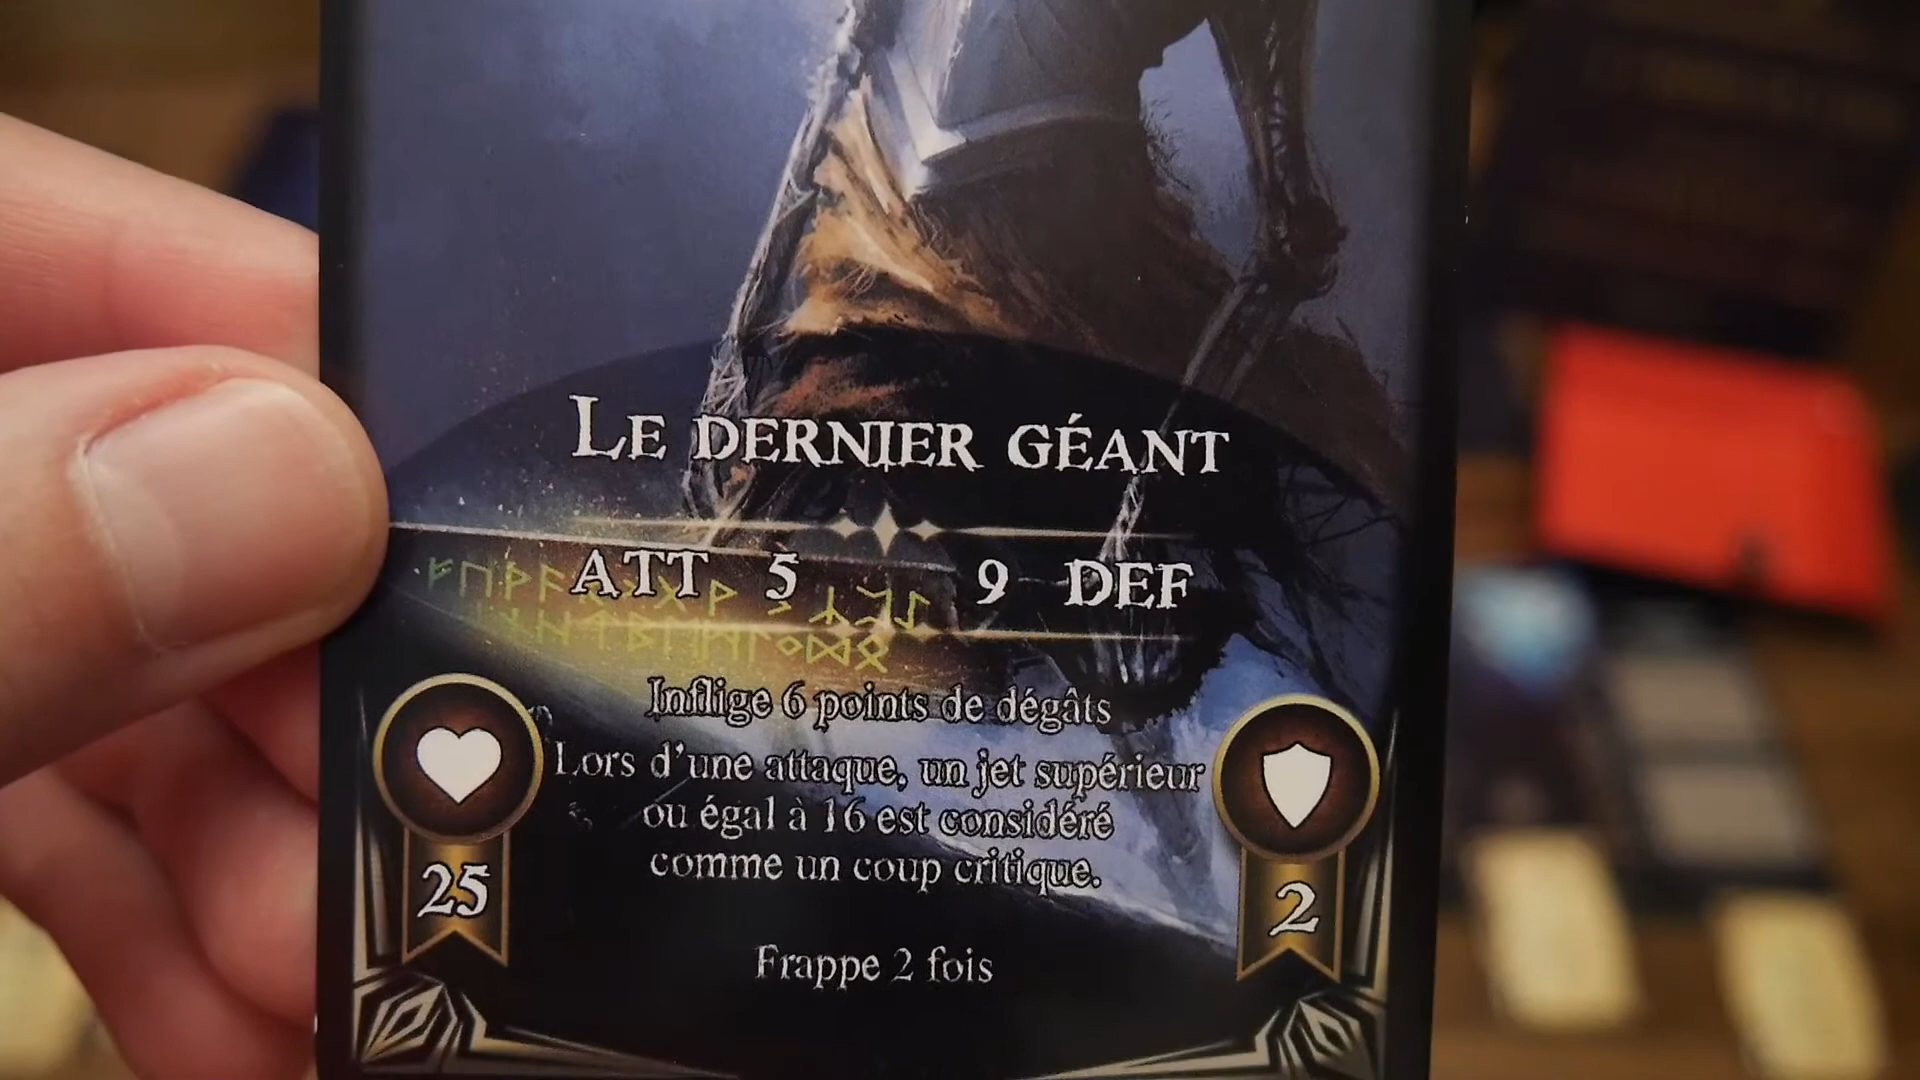 Le dernier géant
ATT 5 9 DEF
Inflige 6 points de dégâts
Lors d'une attaque, un jet supérieur
ou égal à 16 est considéré
comme un coup critique.
25
2
Frappe 2 fois